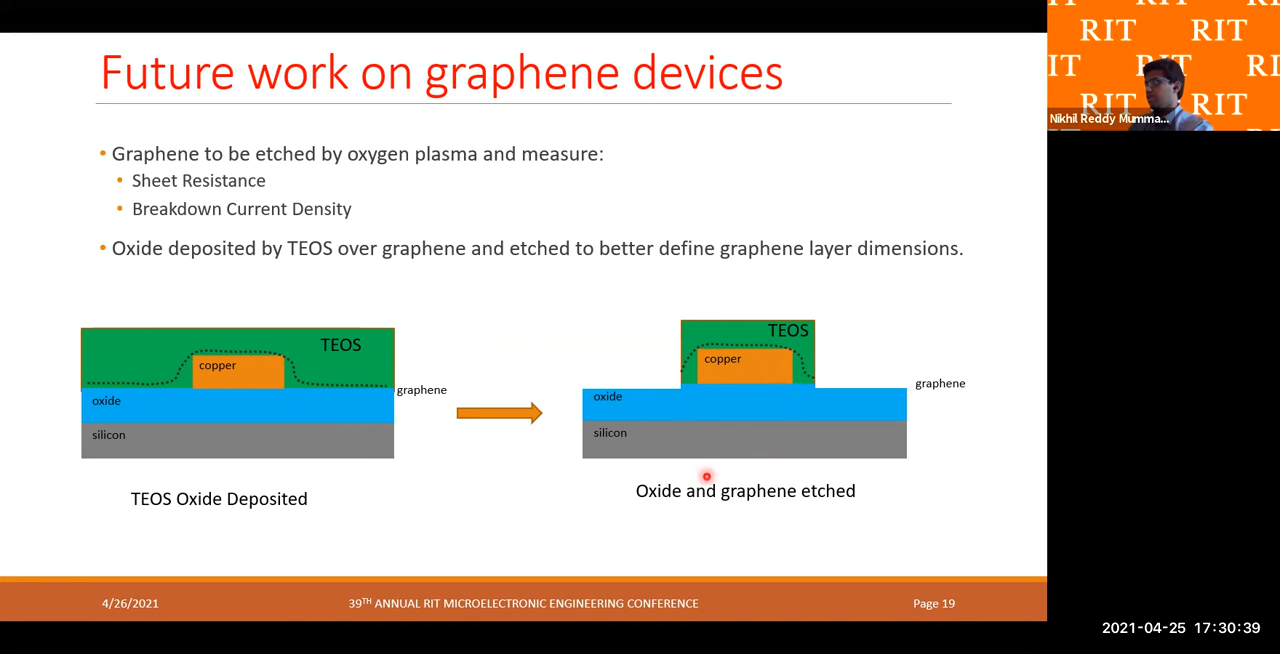 Future work on graphene devices
• Graphene to be etched by oxygen plasma and measure:
• Sheet Resistance
• Breakdown Current Density
• Oxide deposited by TEOS over graphene and etched to better define graphene layer dimensions.
TEOS
copper
graphene
oxide
silicon
TEOS Oxide Deposited
TEOS
copper
graphene
oxide
silicon
Oxide and graphene etched
4/26/2021
39TH ANNUAL RIT MICROELECTRONIC ENGINEERING CONFERENCE
Page 19
RIT RIT
RIT
RIT RIT
Nikhil Reddy Mumma...
2021-04-25 17:30:39